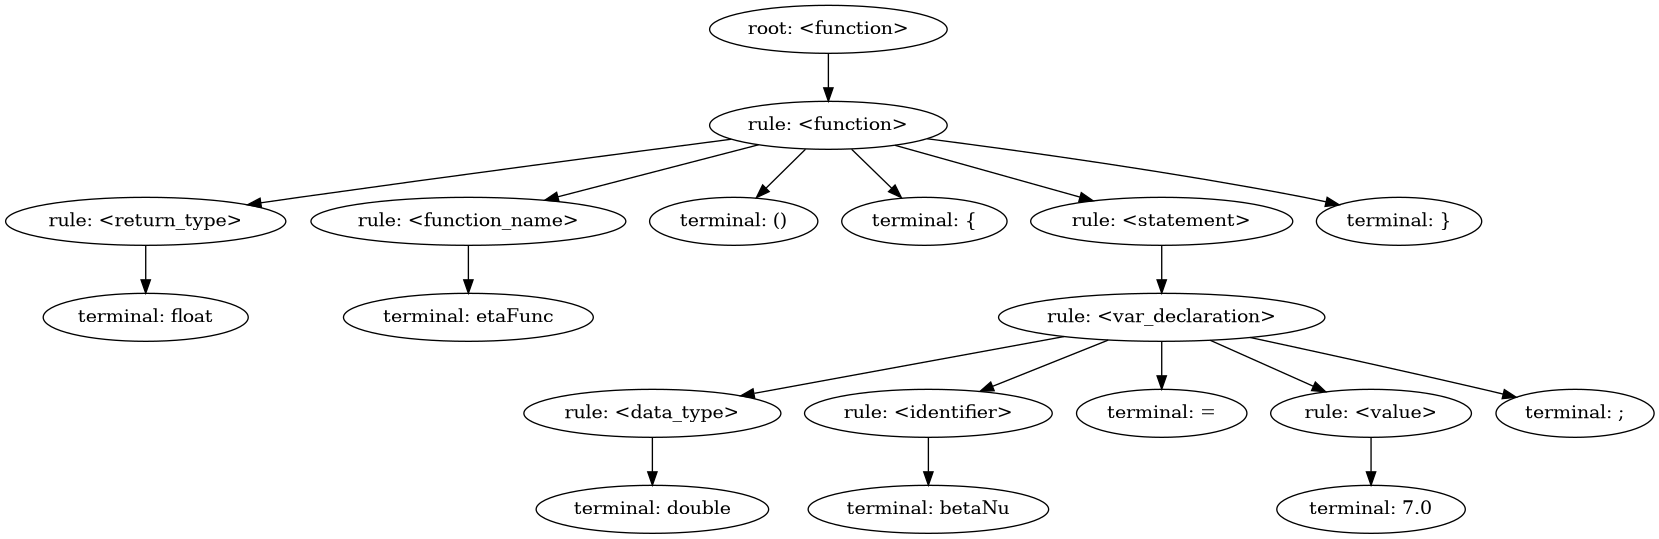 root: <function>
rule: <function>
rule: <return_type>
rule: <function_name>
terminal: ()
terminal: {
rule: <statement>
terminal: }
terminal: float
terminal: etaFunc
rule: <var_declaration>
rule: <data_type>
rule: <identifier>
terminal: =
rule: <value>
terminal: ;
terminal: double
terminal: betaNu
terminal: 7.0